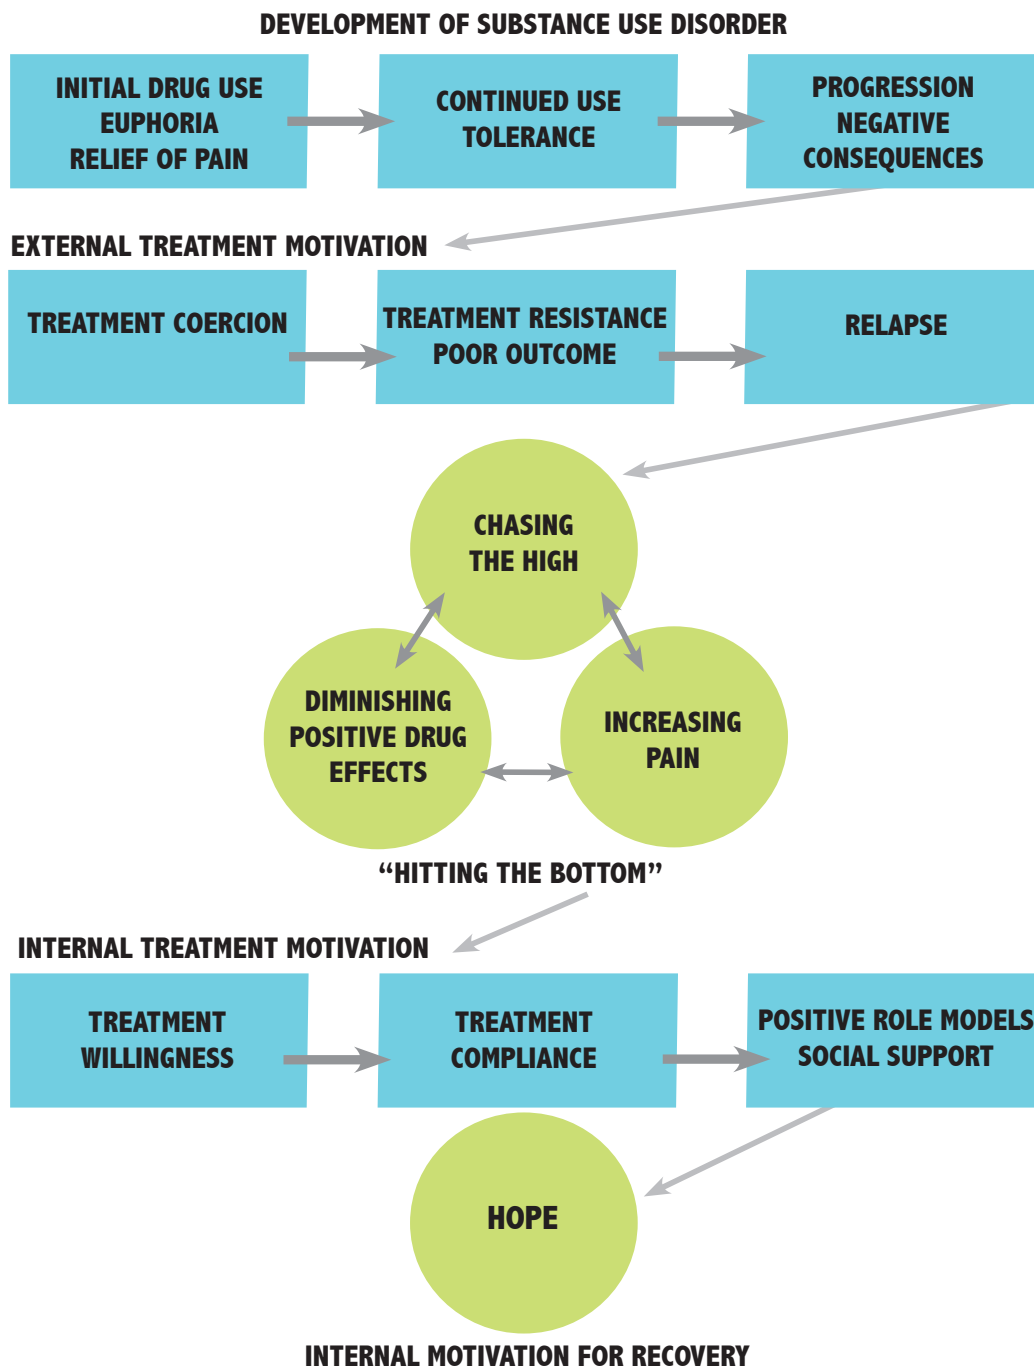 DEVELOPMENT OF SUBSTANCE USE DISORDER
INITIAL DRUG USE
EUPHORIA
RELIEF OF PAIN
CONTINUED USE
TOLERANCE
PROGRESSION
NEGATIVE
CONSEQUENCES
EXTERNAL TREATMENT MOTIVATION
TREATMENT COERCION
TREATMENT RESISTANCE
POOR OUTCOME
RELAPSE
CHASING
THE HIGH
DIMINISHING
POSITIVE DRUG
EFFECTS
INCREASING
PAIN
“HITTING THE BOTTOM”
INTERNAL TREATMENT MOTIVATION
TREATMENT
WILLINGNESS
TREATMENT
COMPLIANCE
POSITIVE ROLE MODELS
SOCIAL SUPPORT
HOPE
INTERNAL MOTIVATION FOR RECOVERY